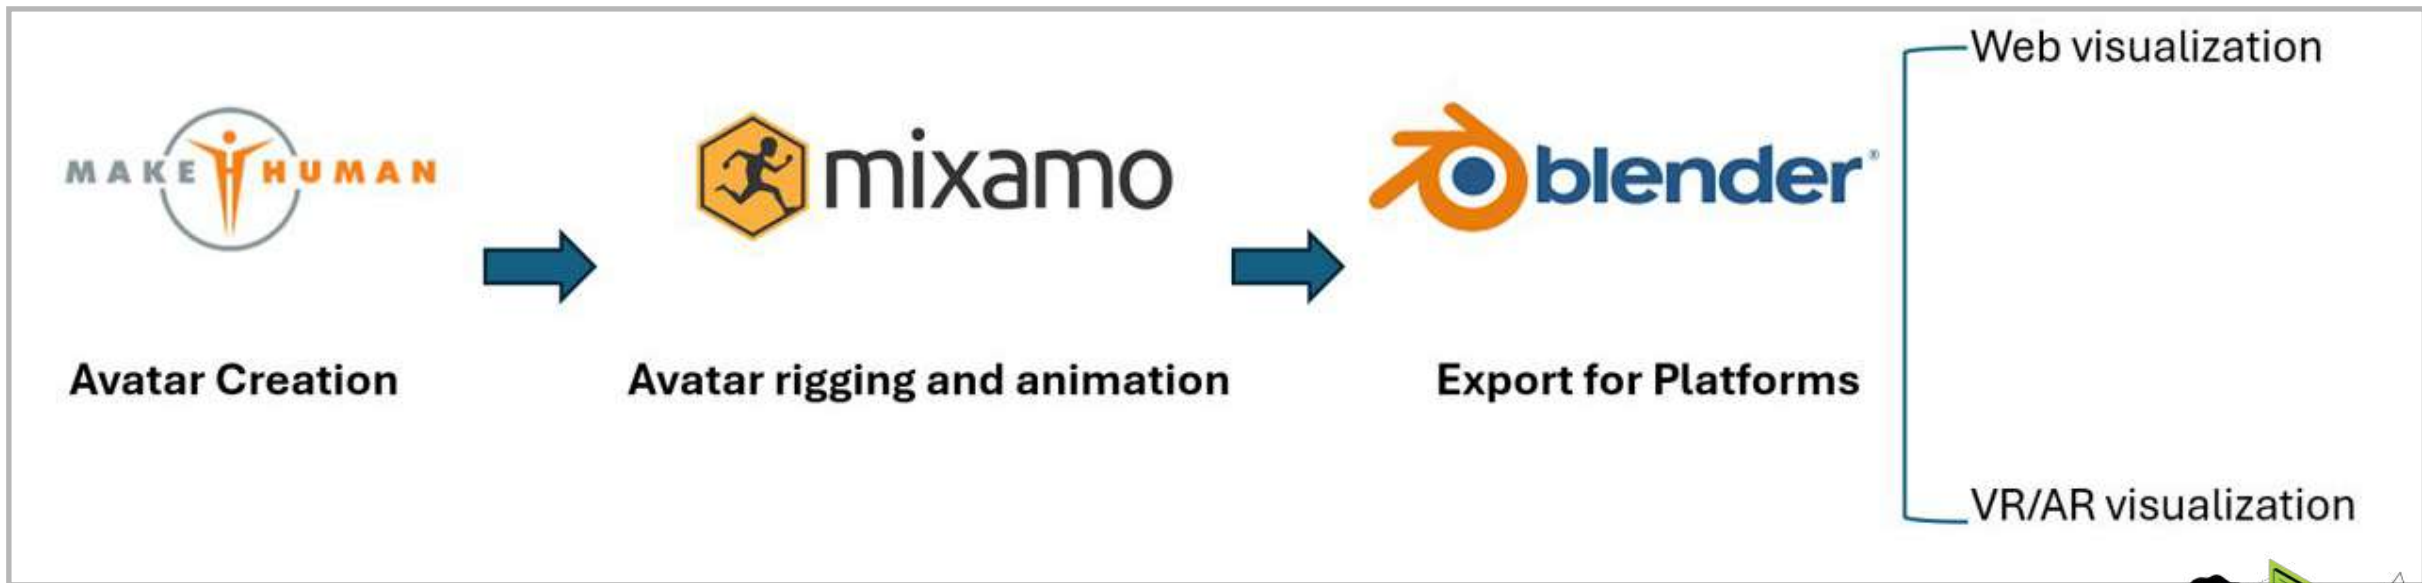 MAKE HUMAN
mixamo
blender®
Avatar Creation
Avatar rigging and animation
Export for Platforms
Web visualization
VR/AR visualization